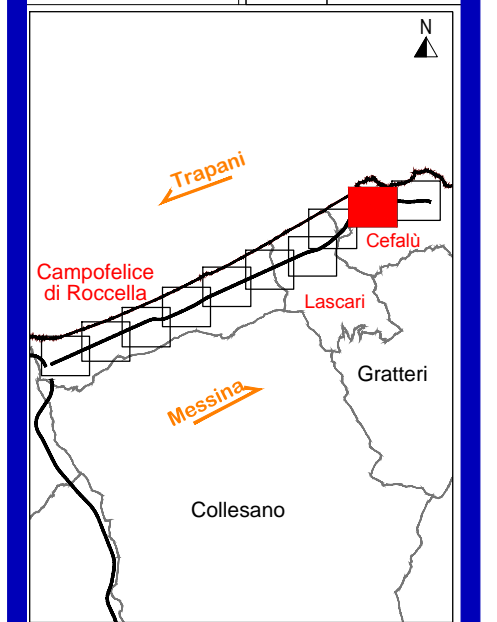 N
Trapani
Cefalù
Campofelice
di Roccella
Lascari
Gratteri
Messina
Collesano